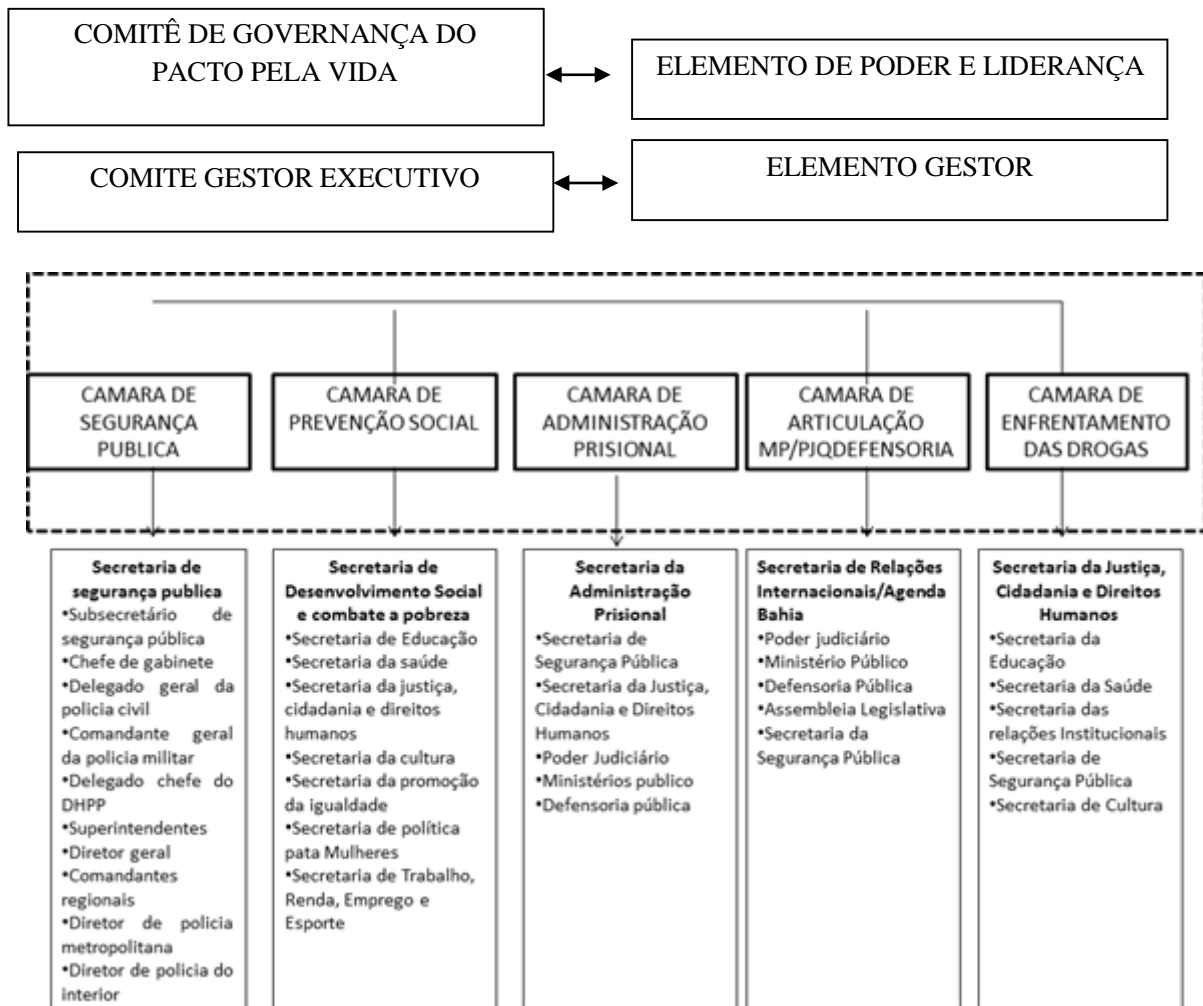 COMITÊ DE GOVERNANÇA DO
PACTO PELA VIDA
ELEMENTO DE PODER E LIDERANÇA
COMITE GESTOR EXECUTIVO
ELEMENTO GESTOR
CAMARA DE
SEGURANÇA
PUBLICA
CAMARA DE
PREVENÇÃO SOCIAL
CAMARA DE
ADMINISTRAÇÃO
PRISIONAL
CAMARA DE
ARTICULAÇÃO
MP/PJQDEFENSORIA
CAMARA DE
ENFRENTAMENTO
DAS DROGAS
Secretaria de
segurança publica
•Subsecretário de
segurança pública
•Chefe de gabinete
•Delegado geral da
policia civil
•Comandante geral
da policia militar
•Delegado chefe do
DHPP
•Superintendentes
•Diretor geral
•Comandantes
regionais
•Diretor de policia
metropolitana
•Diretor de policia do
interior
Secretaria de
Desenvolvimento Social
e combate a pobreza
•Secretaria de Educação
•Secretaria da saúde
•Secretaria da justiça,
cidadania e direitos
humanos
•Secretaria da cultura
•Secretaria da promoção
da igualdade
•Secretaria de política
pata Mulheres
•Secretaria de Trabalho,
Renda, Emprego e
Esporte
Secretaria da
Administração
Prisional
•Secretaria de
Segurança Pública
•Secretaria da Justiça,
Cidadania e Direitos
Humanos
•Poder Judiciário
•Ministérios publico
•Defensoria pública
Secretaria de Relações
Internacionais/Agenda
Bahia
•Poder judiciário
•Ministério Público
•Defensoria Pública
•Assembleia Legislativa
•Secretaria da
Segurança Pública
Secretaria da Justiça,
Cidadania e Direitos
Humanos
•Secretaria da
Educação
•Secretaria da Saúde
•Secretaria das
relações Institucionais
•Secretaria de
Segurança Pública
•Secretaria de Cultura